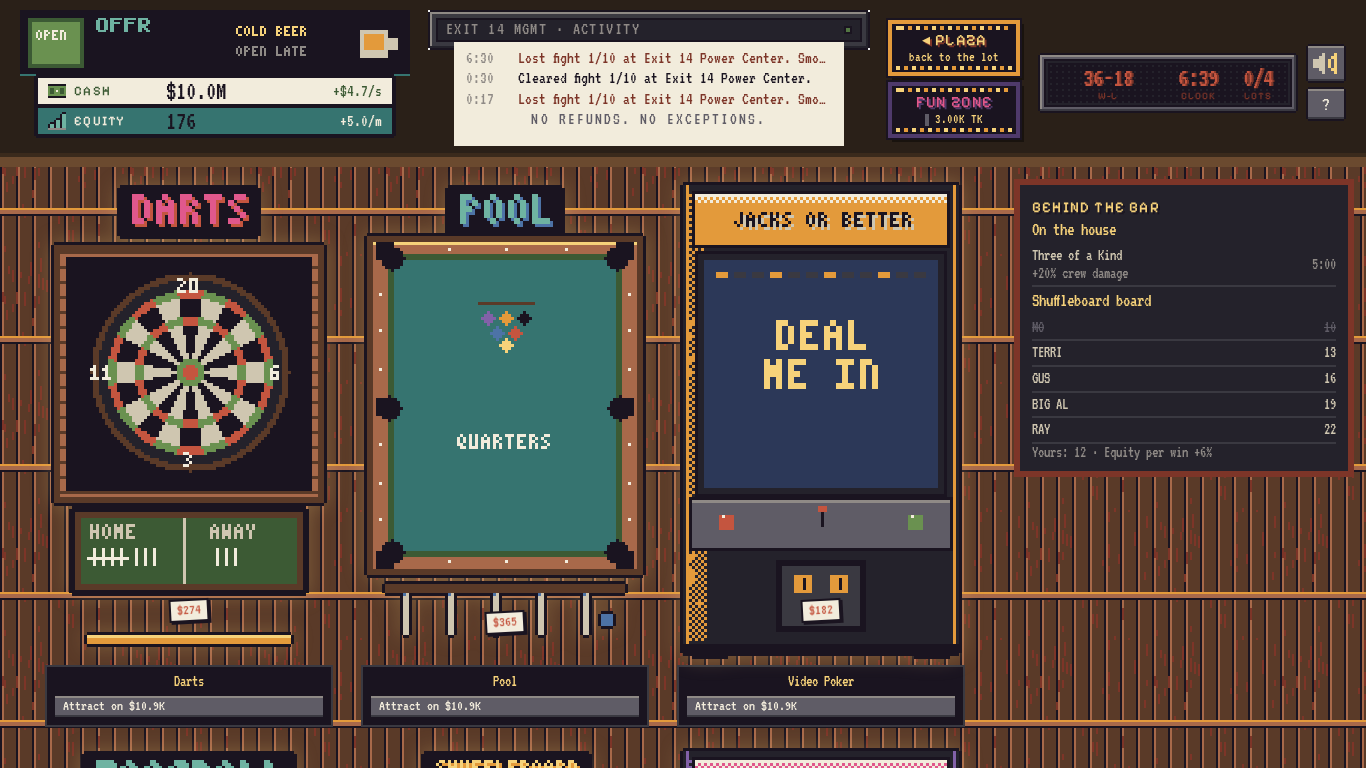 OPEN
OFFR
COLD BEER
OPEN LATE
CASH $10.0M +$4.7/s
EQUITY 176 +5.0/m
EXIT 14 MGMT · ACTIVITY
6:30 Lost fight 1/10 at Exit 14 Power Center. Smo…
0:30 Cleared fight 1/10 at Exit 14 Power Center.
0:17 Lost fight 1/10 at Exit 14 Power Center. Smo…
NO REFUNDS. NO EXCEPTIONS.
◄ PLAZA
back to the lot
FUN ZONE
3.00K TK
36-18 6:39 0/4
W-L CLOCK LOTS
?
DARTS
20
11 6
3
HOME AWAY
$274
Darts
Attract on $10.9K
POOL
QUARTERS
$365
Pool
Attract on $10.9K
JACKS OR BETTER
DEAL
ME IN
$182
Video Poker
Attract on $10.9K
BEHIND THE BAR
On the house
Three of a Kind 5:00
+20% crew damage
Shuffleboard board
MO 10
TERRI 13
GUS 16
BIG AL 19
RAY 22
Yours: 12 · Equity per win +6%